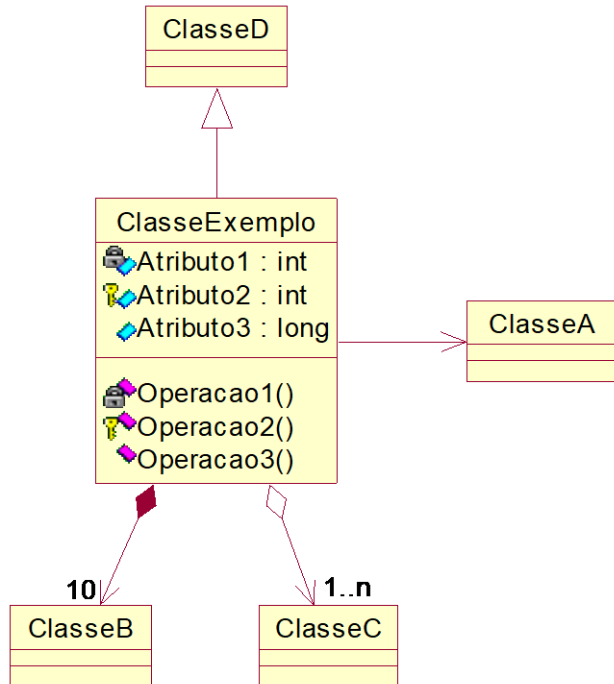 ClasseD
ClasseExemplo
Atributo1 : int
Atributo2 : int
Atributo3 : long
ClasseA
Operacao1()
Operacao2()
Operacao3()
10
1..n
ClasseB
ClasseC